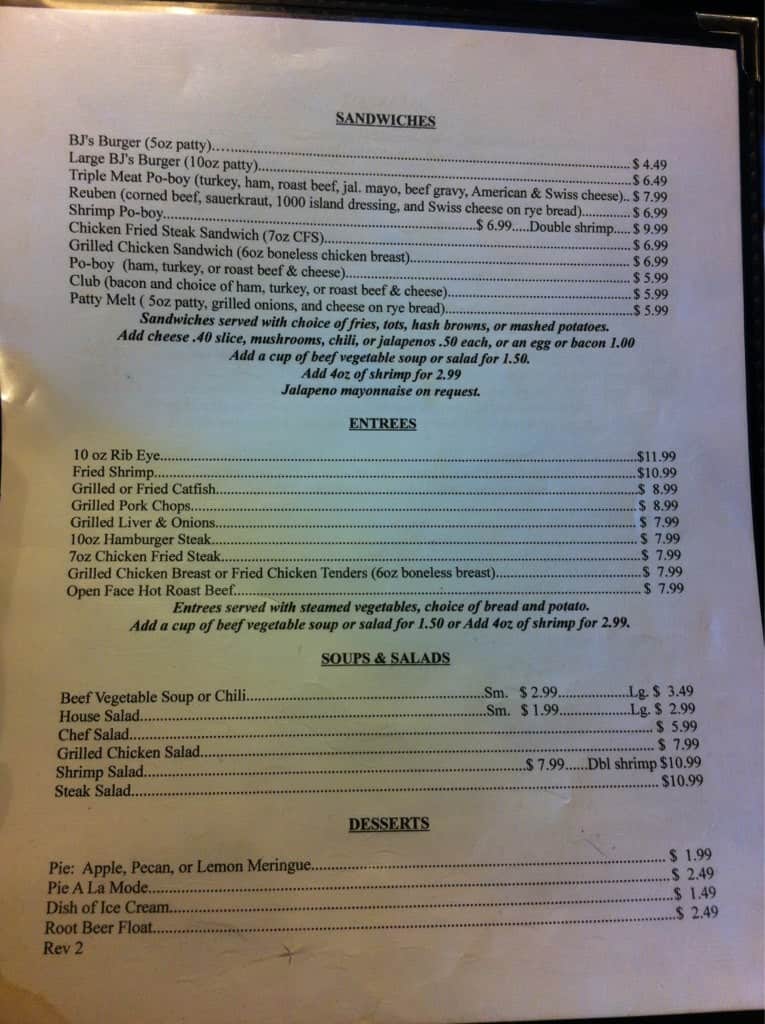 SANDWICHES
BJ's Burger (5oz patty)....................$ 4.49
Large BJ's Burger (10oz patty)....................$ 6.49
Triple Meat Po-boy (turkey, ham, roast beef, jal. mayo, beef gravy, American & Swiss cheese)..$ 7.99
Reuben (corned beef, sauerkraut, 1000 island dressing, and Swiss cheese on rye bread)............$ 6.99
Shrimp Po-boy....................$ 6.99.....Double shrimp.....$ 9.99
Chicken Fried Steak Sandwich (7oz CFS)....................$ 6.99
Grilled Chicken Sandwich (6oz boneless chicken breast)....................$ 6.99
Po-boy (ham, turkey, or roast beef & cheese)....................$ 5.99
Club (bacon and choice of ham, turkey, or roast beef & cheese)....................$ 5.99
Patty Melt ( 5oz patty, grilled onions, and cheese on rye bread)....................$ 5.99
Sandwiches served with choice of fries, tots, hash browns, or mashed potatoes.
Add cheese .40 slice, mushrooms, chili, or jalapenos .50 each, or an egg or bacon 1.00
Add a cup of beef vegetable soup or salad for 1.50.
Add 4oz of shrimp for 2.99
Jalapeno mayonnaise on request.
ENTREES
10 oz Rib Eye....................$11.99
Fried Shrimp....................$10.99
Grilled or Fried Catfish....................$ 8.99
Grilled Pork Chops....................$ 8.99
Grilled Liver & Onions....................$ 7.99
10oz Hamburger Steak....................$ 7.99
7oz Chicken Fried Steak....................$ 7.99
Grilled Chicken Breast or Fried Chicken Tenders (6oz boneless breast)....................$ 7.99
Open Face Hot Roast Beef....................$ 7.99
Entrees served with steamed vegetables, choice of bread and potato.
Add a cup of beef vegetable soup or salad for 1.50 or Add 4oz of shrimp for 2.99.
SOUPS & SALADS
Beef Vegetable Soup or Chili....................Sm. $ 2.99.................Lg. $ 3.49
House Salad....................Sm. $ 1.99.................Lg. $ 2.99
Chef Salad....................$ 5.99
Grilled Chicken Salad....................$ 7.99
Shrimp Salad....................$ 7.99......Dbl shrimp $10.99
Steak Salad....................$10.99
DESSERTS
Pie: Apple, Pecan, or Lemon Meringue....................$ 1.99
Pie A La Mode....................$ 2.49
Dish of Ice Cream....................$ 1.49
Root Beer Float....................$ 2.49
Rev 2